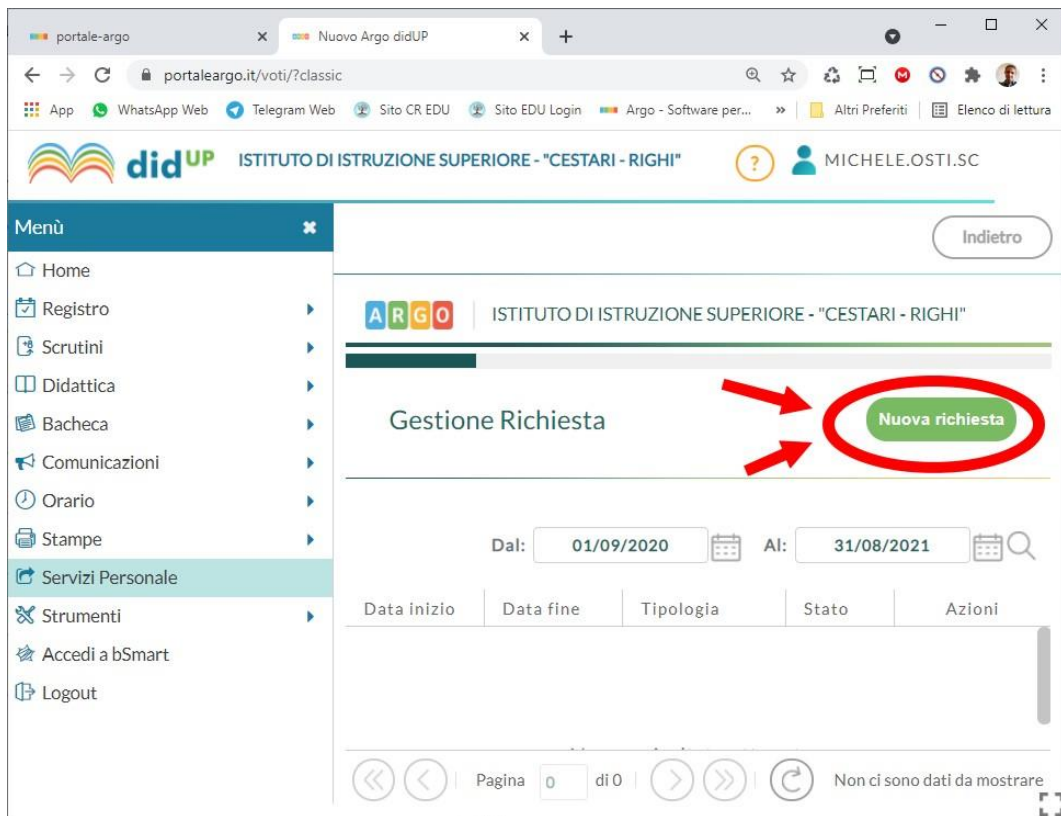 portale-argo
Nuovo Argo didUP
portaleargo.it/voti/?classic
App WhatsApp Web Telegram Web Sito CR EDU Sito EDU Login Argo - Software per... » Altri Preferiti Elenco di lettura
didUP ISTITUTO DI ISTRUZIONE SUPERIORE - "CESTARI - RIGHI" ? MICHELE.OSTI.SC
Menù
Indietro
Home
Registro
Scrutini
Didattica
Bacheca
Comunicazioni
Orario
Stampe
Servizi Personale
Strumenti
Accedi a bSmart
Logout
ARGO ISTITUTO DI ISTRUZIONE SUPERIORE - "CESTARI - RIGHI"
Gestione Richiesta
Nuova richiesta
Dal: 01/09/2020 Al: 31/08/2021
Data inizio Data fine Tipologia Stato Azioni
Pagina 0 di 0 Non ci sono dati da mostrare